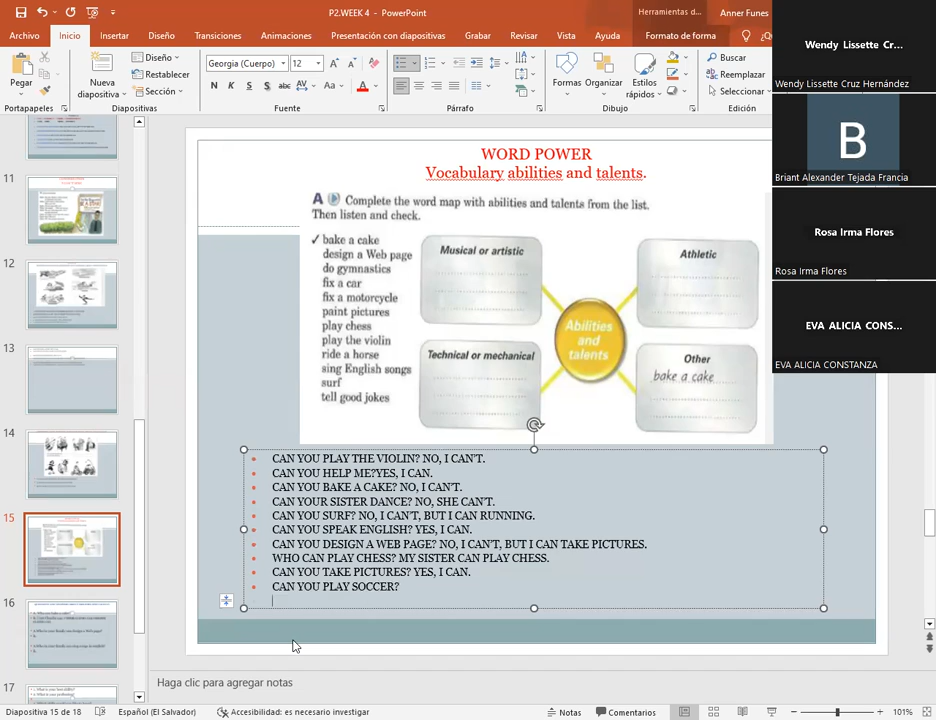 P2.WEEK 4 - PowerPoint
Herramientas d...
Anner Funes
Archivo
Inicio
Insertar
Diseño
Transiciones
Animaciones
Presentación con diapositivas
Grabar
Revisar
Vista
Ayuda
Formato de forma
Pegar
Nueva
diapositiva
Diseño
Restablecer
Sección
Georgia (Cuerpo)
12
N K S abc AV Aa A
Formas
Organizar
Estilos
rápidos
Buscar
Reemplazar
Seleccionar
Portapapeles
Diapositivas
Fuente
Párrafo
Dibujo
Edición
Wendy Lissette Cr...
Wendy Lissette Cruz Hernández
B
Briant Alexander Tejada Francia
Rosa Irma Flores
Rosa Irma Flores
EVA ALICIA CONS...
EVA ALICIA CONSTANZA
11
12
13
14
15
16
17
WORD POWER
Vocabulary abilities and talents.
A Complete the word map with abilities and talents from the list.
Then listen and check.
✓ bake a cake
design a Web page
do gymnastics
fix a car
fix a motorcycle
paint pictures
play chess
play the violin
ride a horse
sing English songs
surf
tell good jokes
Musical or artistic
Athletic
Abilities
and
talents
Technical or mechanical
Other
bake a cake
• CAN YOU PLAY THE VIOLIN? NO, I CAN'T.
• CAN YOU HELP ME?YES, I CAN.
• CAN YOU BAKE A CAKE? NO, I CAN'T.
• CAN YOUR SISTER DANCE? NO, SHE CAN'T.
• CAN YOU SURF? NO, I CAN'T, BUT I CAN RUNNING.
• CAN YOU SPEAK ENGLISH? YES, I CAN.
• CAN YOU DESIGN A WEB PAGE? NO, I CAN'T, BUT I CAN TAKE PICTURES.
• WHO CAN PLAY CHESS? MY SISTER CAN PLAY CHESS.
• CAN YOU TAKE PICTURES? YES, I CAN.
• CAN YOU PLAY SOCCER?
Haga clic para agregar notas
Diapositiva 15 de 18
Español (El Salvador)
Accesibilidad: es necesario investigar
Notas
Comentarios
101%